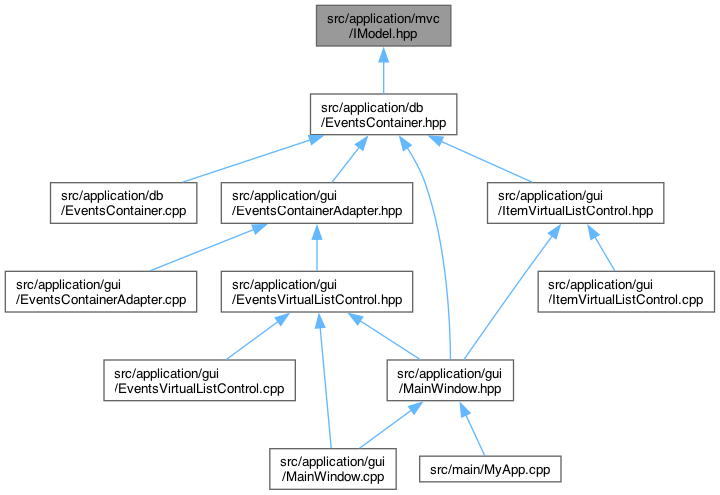 src/application/mvc
/IModel.hpp
src/application/db
/EventsContainer.hpp
src/application/db
/EventsContainer.cpp
src/application/gui
/EventsContainerAdapter.hpp
src/application/gui
/ItemVirtualListControl.hpp
src/application/gui
/EventsContainerAdapter.cpp
src/application/gui
/EventsVirtualListControl.hpp
src/application/gui
/ItemVirtualListControl.cpp
src/application/gui
/EventsVirtualListControl.cpp
src/application/gui
/MainWindow.hpp
src/application/gui
/MainWindow.cpp
src/main/MyApp.cpp